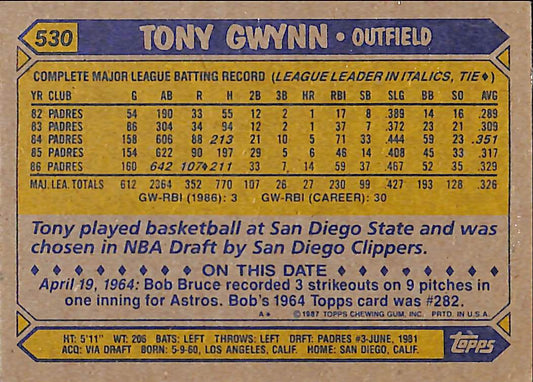 530 TONY GWYNN • OUTFIELD
COMPLETE MAJOR LEAGUE BATTING RECORD (LEAGUE LEADER IN ITALICS, TIE♦)
YR CLUB G AB R H 2B 3B HR RBI SB SLG BB SO AVG
82 PADRES 54 190 33 55 12 2 1 17 8 .389 14 16 .289
83 PADRES 86 304 34 94 12 2 1 37 7 .372 23 21 .309
84 PADRES 158 606 88 213 21 10 5 71 33 .444 59 23 .351
85 PADRES 154 622 90 197 29 5 6 46 14 .408 45 33 .317
86 PADRES 160 642 107♦ 211 33 7 14 59 37 .467 52 35 .329
MAJ. LEA. TOTALS 612 2364 352 770 107 26 27 230 99 .427 193 128 .326
GW-RBI (1986): 3 GW-RBI (CAREER): 30
Tony played basketball at San Diego State and was
chosen in NBA Draft by San Diego Clippers.
♦ ♦ ♦ ♦ ♦ ♦ ♦ ♦ ON THIS DATE ♦ ♦ ♦ ♦ ♦ ♦ ♦ ♦
April 19, 1964: Bob Bruce recorded 3 strikeouts on 9 pitches in
one inning for Astros. Bob's 1964 Topps card was #282.
A★ ©1987 TOPPS CHEWING GUM, INC. PRTD. IN U.S.A.
HT: 5'11" WT: 206 BATS: LEFT THROWS: LEFT DRFT: PADRES #3-JUNE, 1981
ACQ: VIA DRAFT BORN: 5-9-60, LOS ANGELES, CALIF. HOME: SAN DIEGO, CALIF.
TOPPS